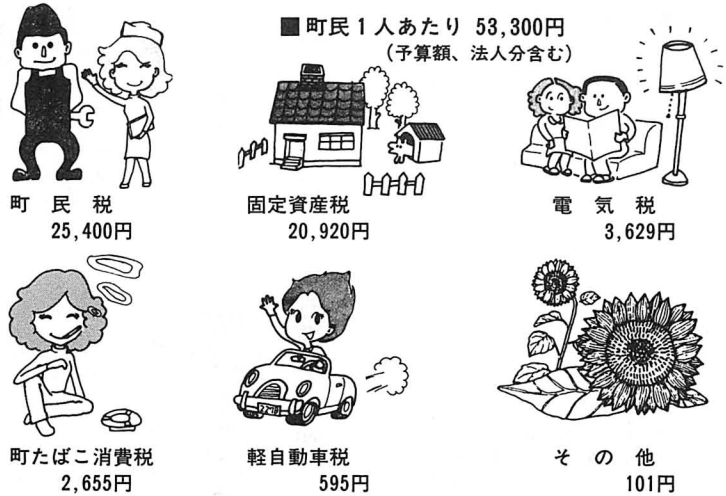 ■町民1人あたり 53,300円
(予算額、法人分含む)
町民税
25,400円
固定資産税
20,920円
電気税
3,629円
町たばこ消費税
2,655円
軽自動車税
595円
その他
101円